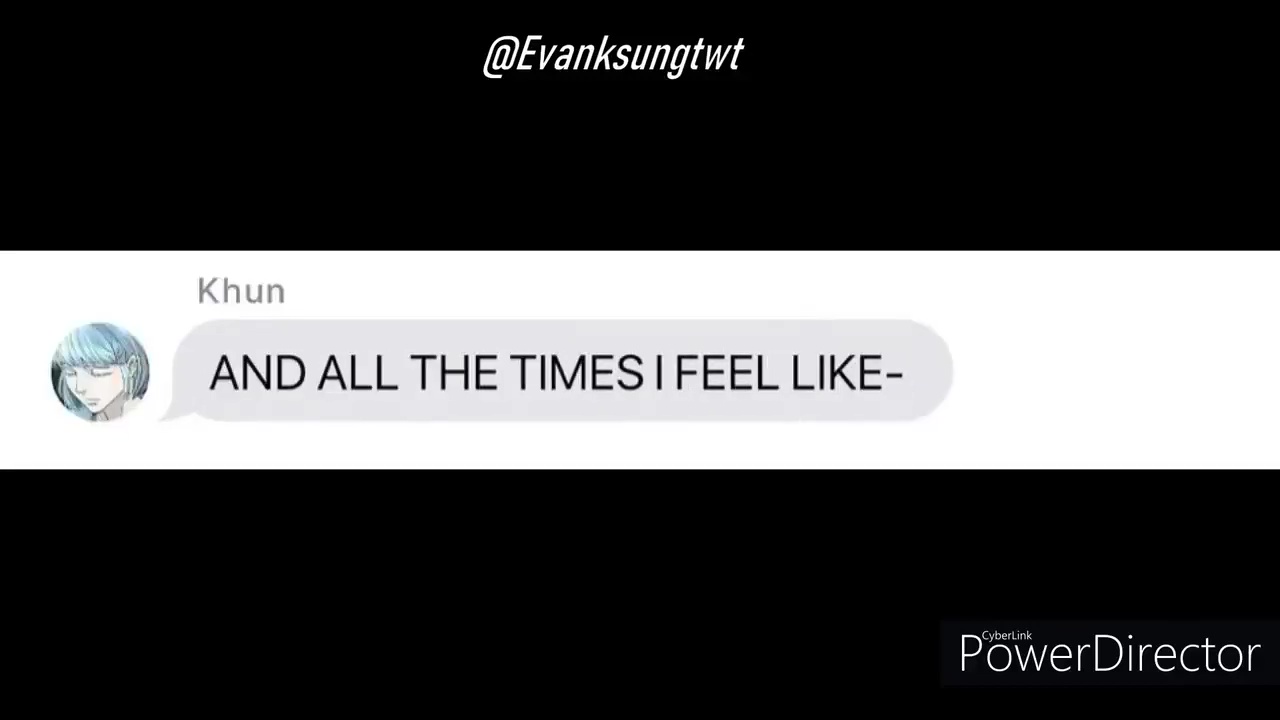 @Evanksungtwt
Khun
AND ALL THE TIMES I FEEL LIKE-
CyberLink
PowerDirector